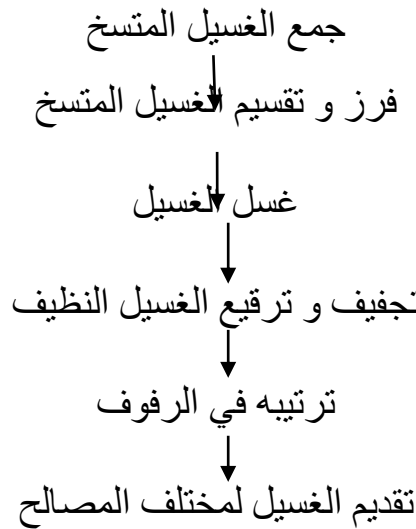 جمع الغسيل المتسخ
فرز و تقسيم الغسيل المتسخ
غسل الغسيل
تجفيف و ترقيع الغسيل النظيف
ترتيبه في الرفوف
تقديم الغسيل لمختلف المصالح